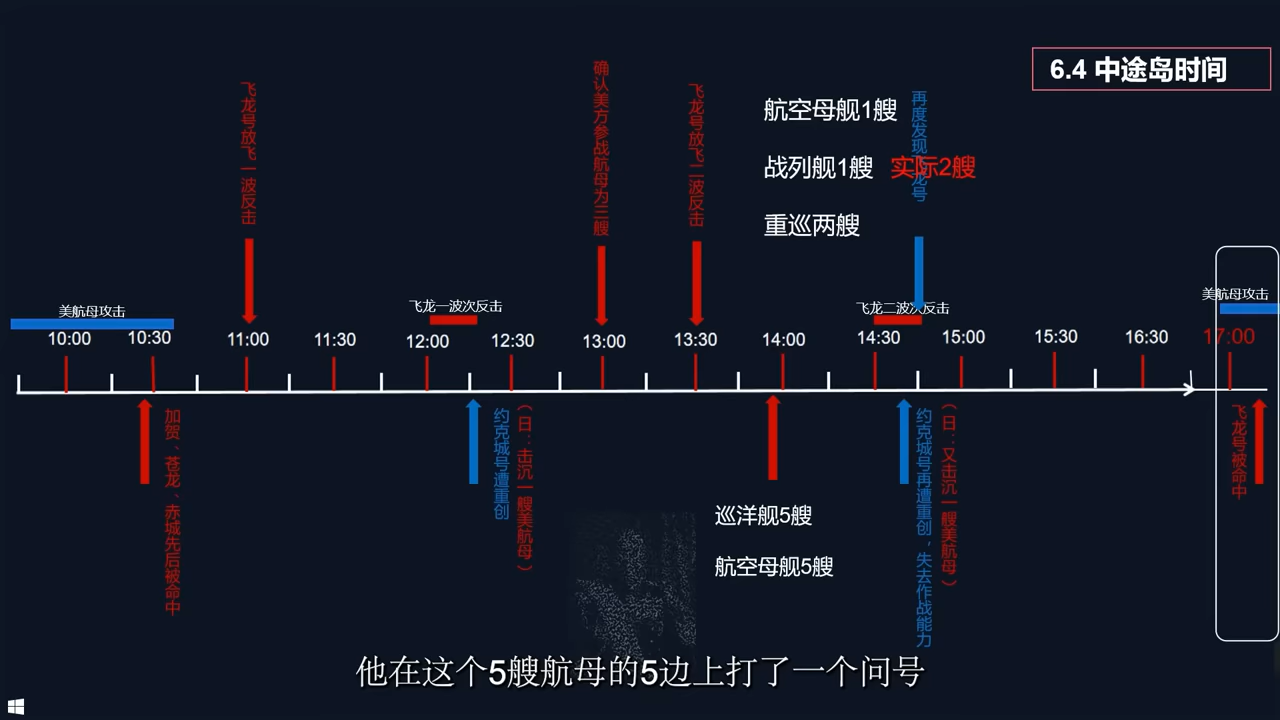 6.4 中途岛时间
飞龙号放飞一波反击
确认美方参战航母为三艘
飞龙号放飞二波反击
航空母舰1艘
战列舰1艘 实际2艘
重巡两艘
再度发现飞龙号
美航母攻击
飞龙一波次反击
飞龙二波次反击
美航母攻击
10:00 10:30 11:00 11:30 12:00 12:30 13:00 13:30 14:00 14:30 15:00 15:30 16:30 17:00
加贺、苍龙、赤城先后被命中
约克城号遭重创
（日：击沉一艘美航母）
巡洋舰5艘
航空母舰5艘
约克城号再遭重创，失去作战能力
（日：又击沉一艘美航母）
飞龙号被命中
他在这个5艘航母的5边上打了一个问号